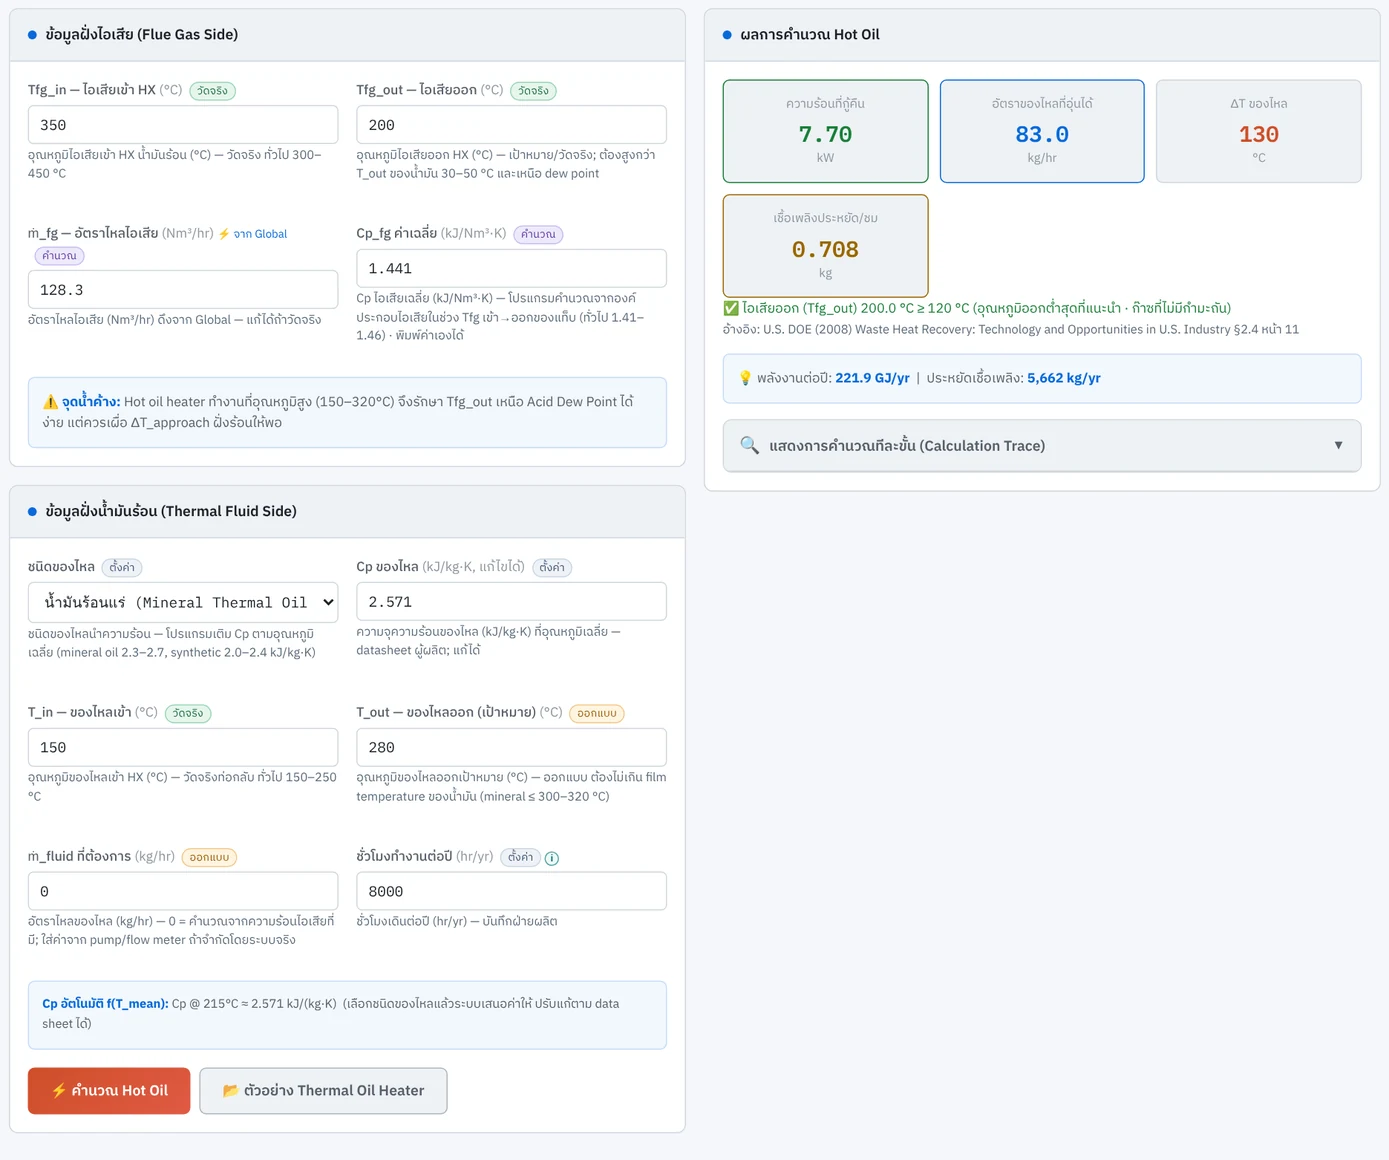 ข้อมูลฝั่งไอเสีย (Flue Gas Side)
Tfg_in — ไอเสียเข้า HX (°C) วัดจริง
350
อุณหภูมิไอเสียเข้า HX น้ำมันร้อน (°C) — วัดจริง ทั่วไป 300–
450 °C
Tfg_out — ไอเสียออก (°C) วัดจริง
200
อุณหภูมิไอเสียออก HX (°C) — เป้าหมาย/วัดจริง; ต้องสูงกว่า
T_out ของน้ำมัน 30–50 °C และเหนือ dew point
ṁ_fg — อัตราไหลไอเสีย (Nm³/hr) ⚡ จาก Global
คำนวณ
128.3
อัตราไหลไอเสีย (Nm³/hr) ดึงจาก Global — แก้ได้ถ้าวัดจริง
Cp_fg ค่าเฉลี่ย (kJ/Nm³·K) คำนวณ
1.441
Cp ไอเสียเฉลี่ย (kJ/Nm³·K) — โปรแกรมคำนวณจากองค์
ประกอบไอเสียในช่วง Tfg เข้า→ออกของแท็บ (ทั่วไป 1.41–
1.46) · พิมพ์ค่าเองได้
⚠️ จุดน้ำค้าง: Hot oil heater ทำงานที่อุณหภูมิสูง (150–320°C) จึงรักษา Tfg_out เหนือ Acid Dew Point ได้
ง่าย แต่ควรเผื่อ ΔT_approach ฝั่งร้อนให้พอ
ข้อมูลฝั่งน้ำมันร้อน (Thermal Fluid Side)
ชนิดของไหล ตั้งค่า
น้ำมันร้อนแร่ (Mineral Thermal Oil
ชนิดของไหลนำความร้อน — โปรแกรมเติม Cp ตามอุณหภูมิ
เฉลี่ย (mineral oil 2.3–2.7, synthetic 2.0–2.4 kJ/kg·K)
Cp ของไหล (kJ/kg·K, แก้ไขได้) ตั้งค่า
2.571
ความจุความร้อนของไหล (kJ/kg·K) ที่อุณหภูมิเฉลี่ย —
datasheet ผู้ผลิต; แก้ได้
T_in — ของไหลเข้า (°C) วัดจริง
150
อุณหภูมิของไหลเข้า HX (°C) — วัดจริงท่อกลับ ทั่วไป 150–250
°C
T_out — ของไหลออก (เป้าหมาย) (°C) ออกแบบ
280
อุณหภูมิของไหลออกเป้าหมาย (°C) — ออกแบบ ต้องไม่เกิน film
temperature ของน้ำมัน (mineral ≤ 300–320 °C)
ṁ_fluid ที่ต้องการ (kg/hr) ออกแบบ
0
อัตราไหลของไหล (kg/hr) — 0 = คำนวณจากความร้อนไอเสียที่
มี; ใส่ค่าจาก pump/flow meter ถ้าจำกัดโดยระบบจริง
ชั่วโมงทำงานต่อปี (hr/yr) ตั้งค่า i
8000
ชั่วโมงเดินต่อปี (hr/yr) — บันทึกฝ่ายผลิต
Cp อัตโนมัติ f(T_mean): Cp @ 215°C ≈ 2.571 kJ/(kg·K) (เลือกชนิดของไหลแล้วระบบเสนอค่าให้ ปรับแก้ตาม data
sheet ได้)
⚡ คำนวณ Hot Oil
📂 ตัวอย่าง Thermal Oil Heater
ผลการคำนวณ Hot Oil
ความร้อนที่กู้คืน
7.70
kW
อัตราของไหลที่อุ่นได้
83.0
kg/hr
ΔT ของไหล
130
°C
เชื้อเพลิงประหยัด/ชม
0.708
kg
✅ ไอเสียออก (Tfg_out) 200.0 °C ≥ 120 °C (อุณหภูมิออกต่ำสุดที่แนะนำ · ก๊าซที่ไม่มีกำมะถัน)
อ้างอิง: U.S. DOE (2008) Waste Heat Recovery: Technology and Opportunities in U.S. Industry §2.4 หน้า 11
💡 พลังงานต่อปี: 221.9 GJ/yr | ประหยัดเชื้อเพลิง: 5,662 kg/yr
🔍 แสดงการคำนวณทีละขั้น (Calculation Trace) ▼